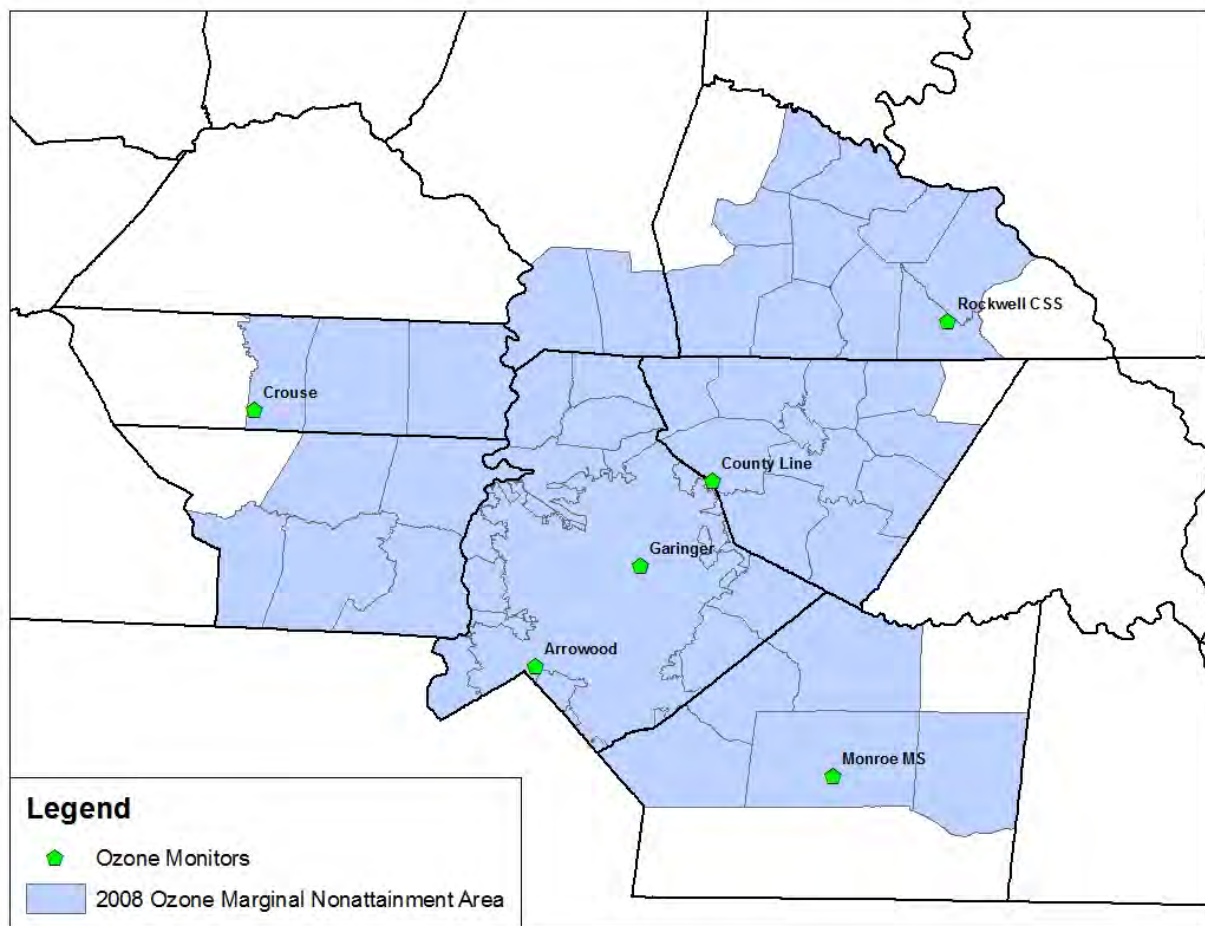 Rockwell CSS
Crouse
County Line
Garinger
Arrowood
Monroe MS
Legend
Ozone Monitors
2008 Ozone Marginal Nonattainment Area